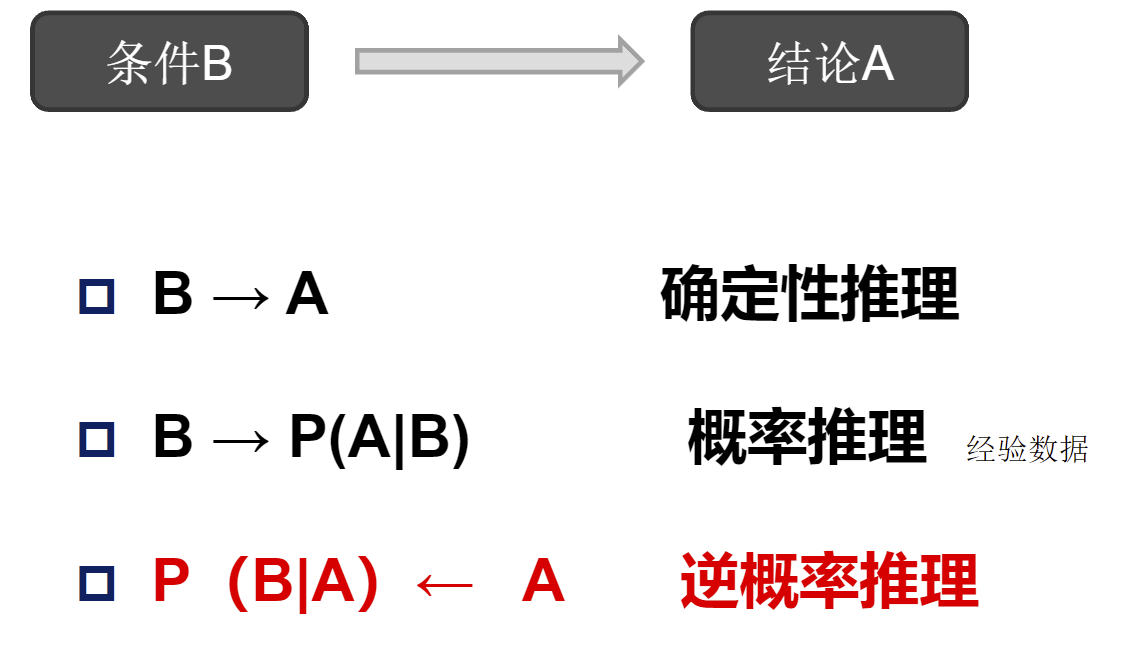 条件B 结论A
B → A 确定性推理
B → P(A|B) 概率推理 经验数据
P（B|A）← A 逆概率推理